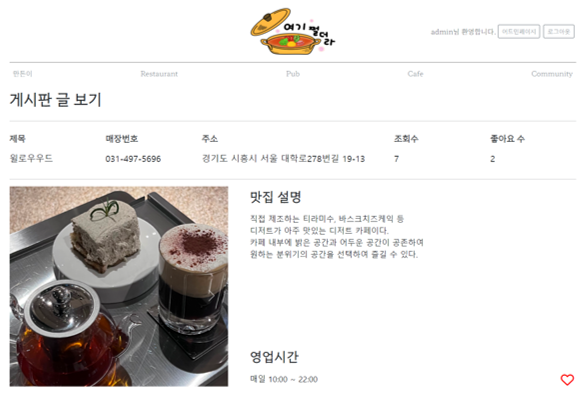 여기 쩔더라
admin님 환영합니다. 어드민페이지 로그아웃
만든이 Restaurant Pub Cafe Community
게시판 글 보기
제목 매장번호 주소 조회수 좋아요 수
윌로우우드 031-497-5696 경기도 시흥시 서울 대학로278번길 19-13 7 2
맛집 설명
직접 제조하는 티라미수, 바스크치즈케익 등
디저트가 아주 맛있는 디저트 카페이다.
카페 내부에 밝은 공간과 어두운 공간이 공존하여
원하는 분위기의 공간을 선택하여 즐길 수 있다.
영업시간
매일 10:00 ~ 22:00